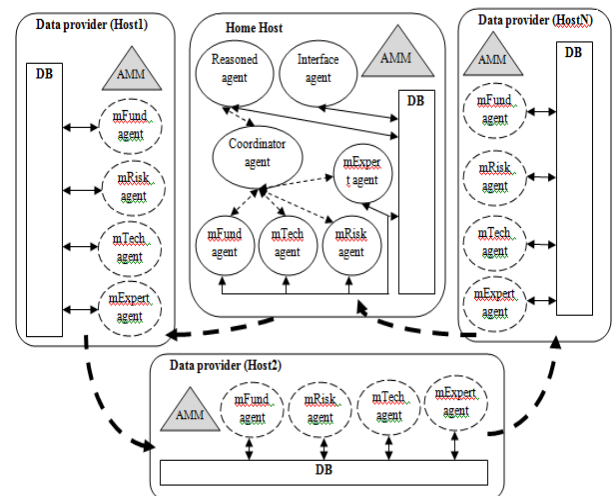 Data provider (Host1)
DB
AMM
mFund
agent
mRisk
agent
mTech
agent
mExpert
agent
Home Host
Reasoned
agent
Interface
agent
AMM
DB
Coordinator
agent
mExper
t agent
mFund
agent
mTech
agent
mRisk
agent
Data provider (HostN)
DB
AMM
mFund
agent
mRisk
agent
mTech
agent
mExpert
agent
Data provider (Host2)
AMM
mFund
agent
mRisk
agent
mTech
agent
mExpert
agent
DB